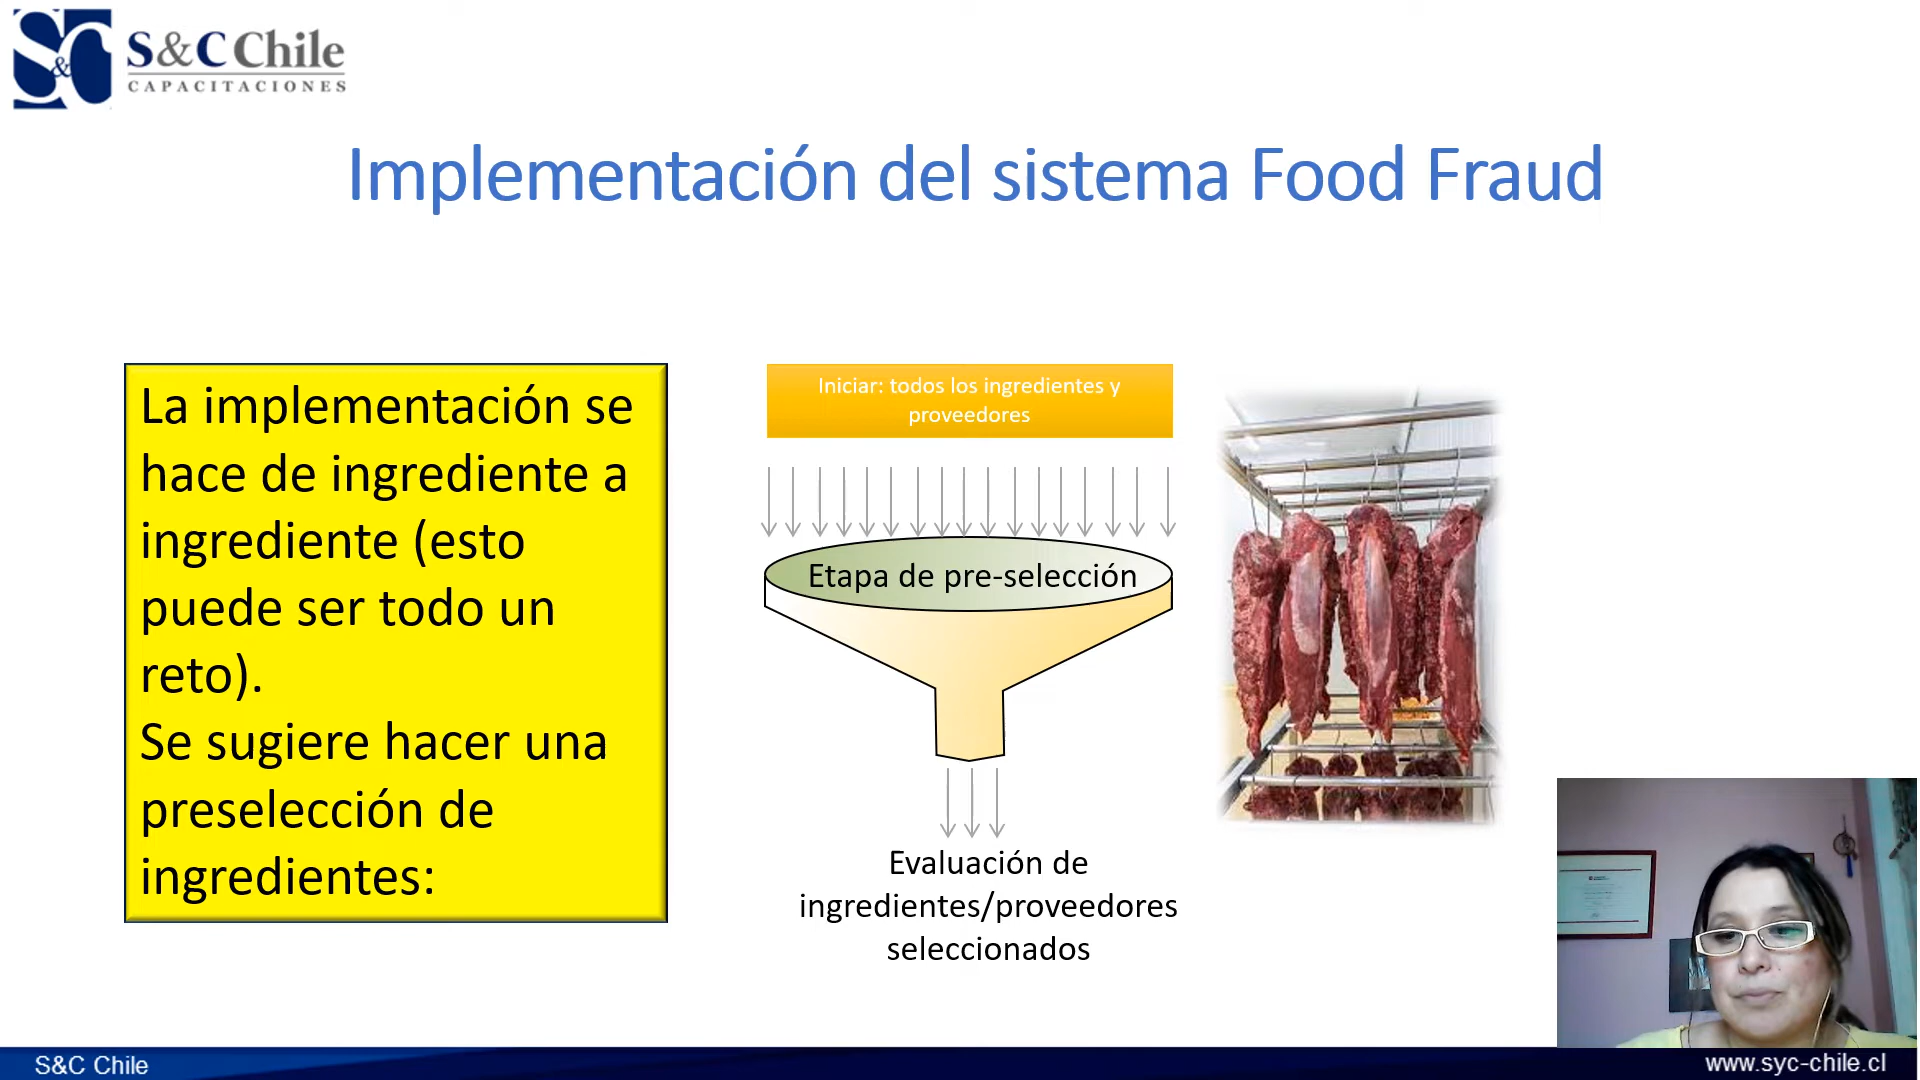 S&C Chile
CAPACITACIONES
Implementación del sistema Food Fraud
La implementación se
hace de ingrediente a
ingrediente (esto
puede ser todo un
reto).
Se sugiere hacer una
preselección de
ingredientes:
Iniciar: todos los ingredientes y
proveedores
Etapa de pre-selección
Evaluación de
ingredientes/proveedores
seleccionados
S&C Chile
www.syc-chile.cl